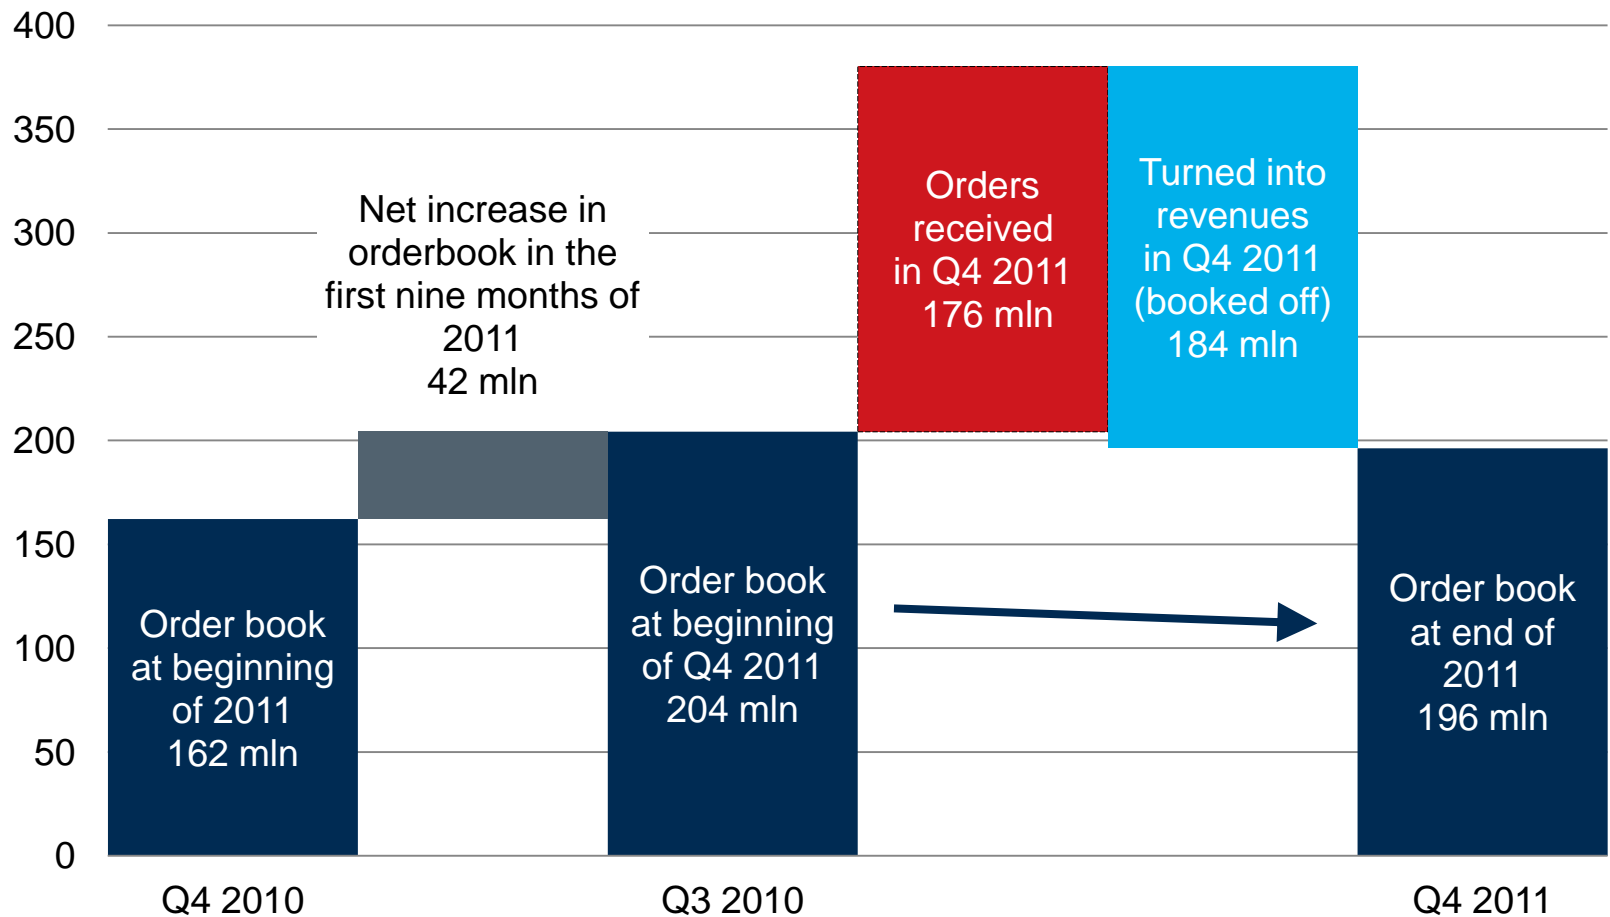 400
350
300
250
200
150
100
50
0
Net increase in
orderbook in the
first nine months of
2011
42 mln
Orders
received
in Q4 2011
176 mln
Turned into
revenues
in Q4 2011
(booked off)
184 mln
Order book
at beginning
of 2011
162 mln
Order book
at beginning
of Q4 2011
204 mln
Order book
at end of
2011
196 mln
Q4 2010
Q3 2010
Q4 2011